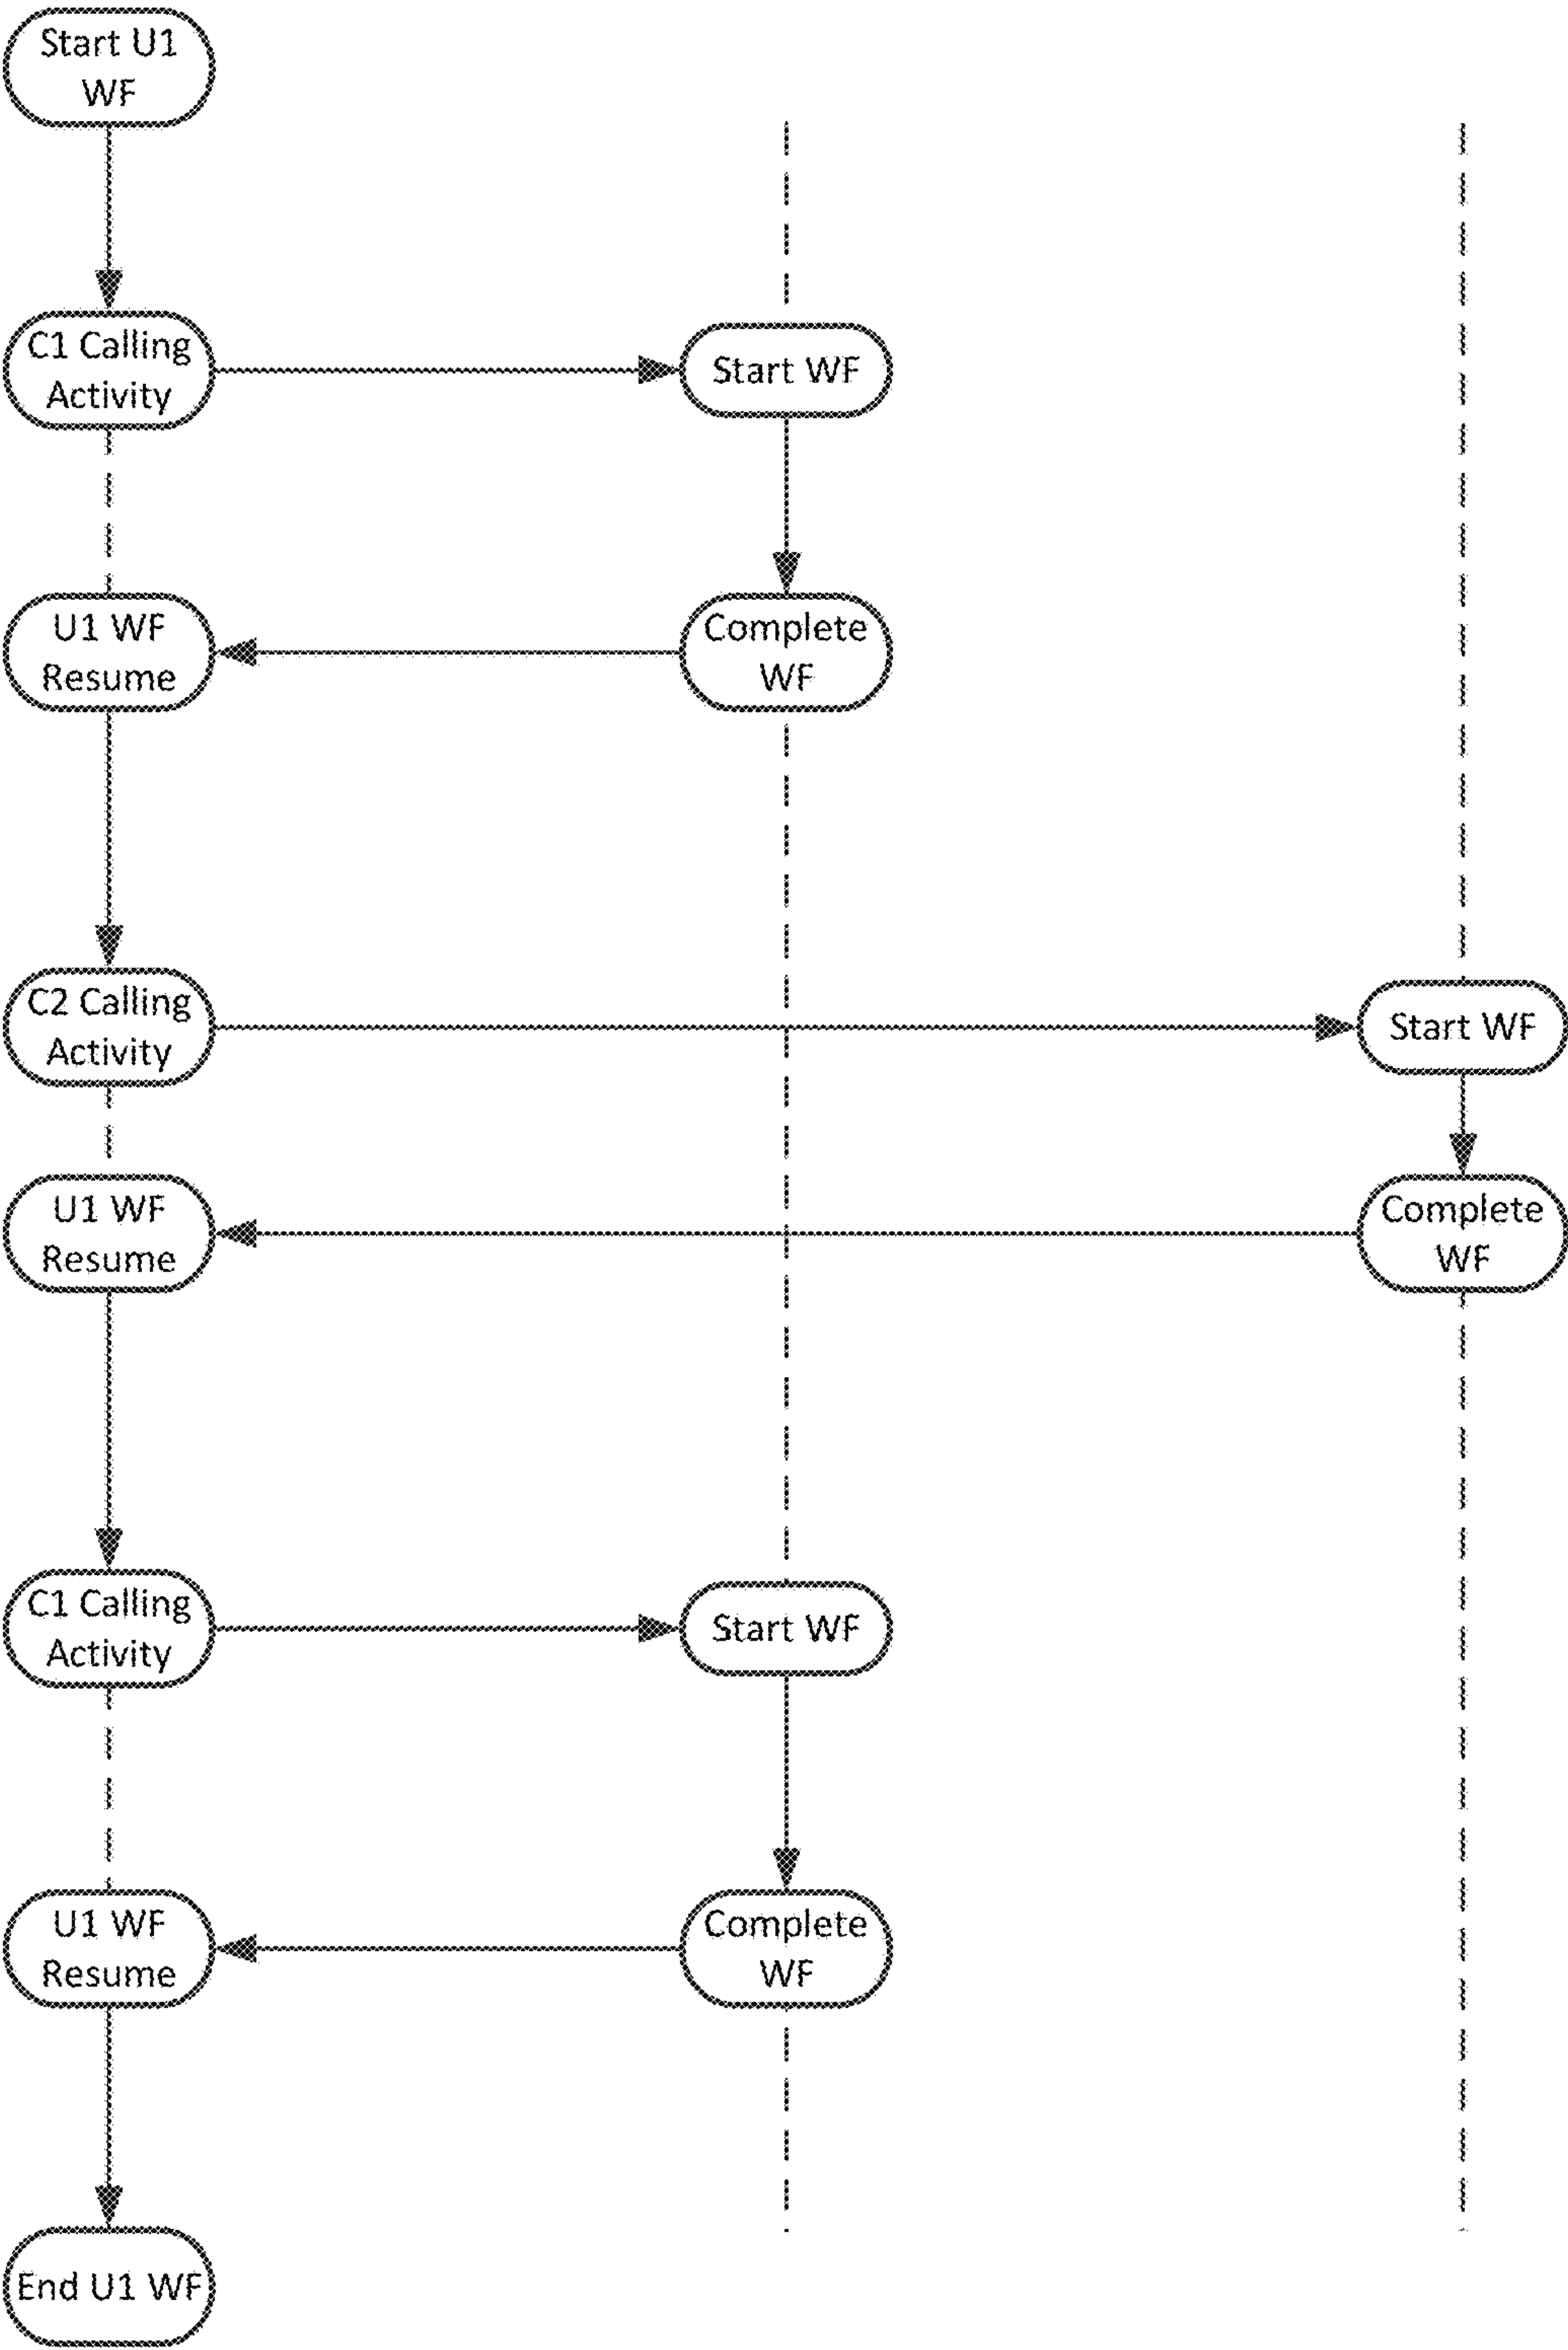 Start U1
WF
C1 Calling
Activity
Start WF
U1 WF
Resume
Complete
WF
C2 Calling
Activity
Start WF
U1 WF
Resume
Complete
WF
C1 Calling
Activity
Start WF
U1 WF
Resume
Complete
WF
End U1 WF